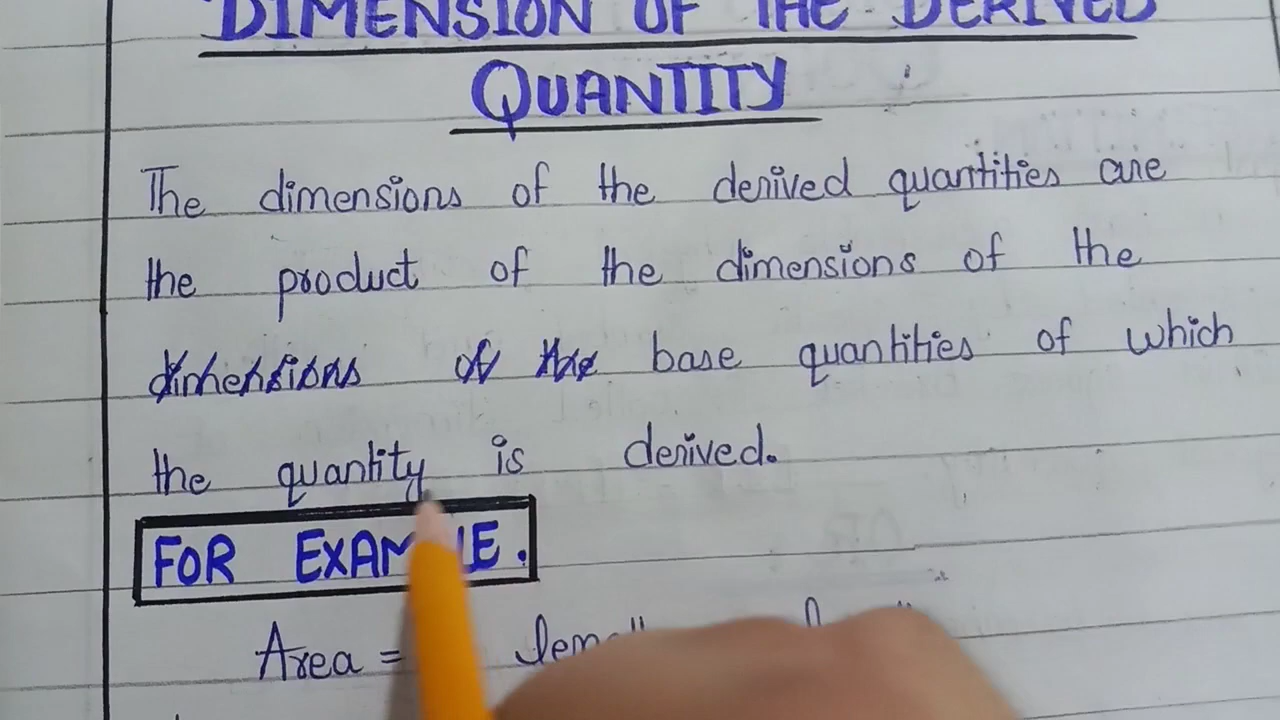 DIMENSION OF THE DERIVED
QUANTITY
The dimensions of the derived quantities are
the product of the dimensions of the
dimensions of the base quantities of which
the quantity is derived.
FOR EXAM
Area =